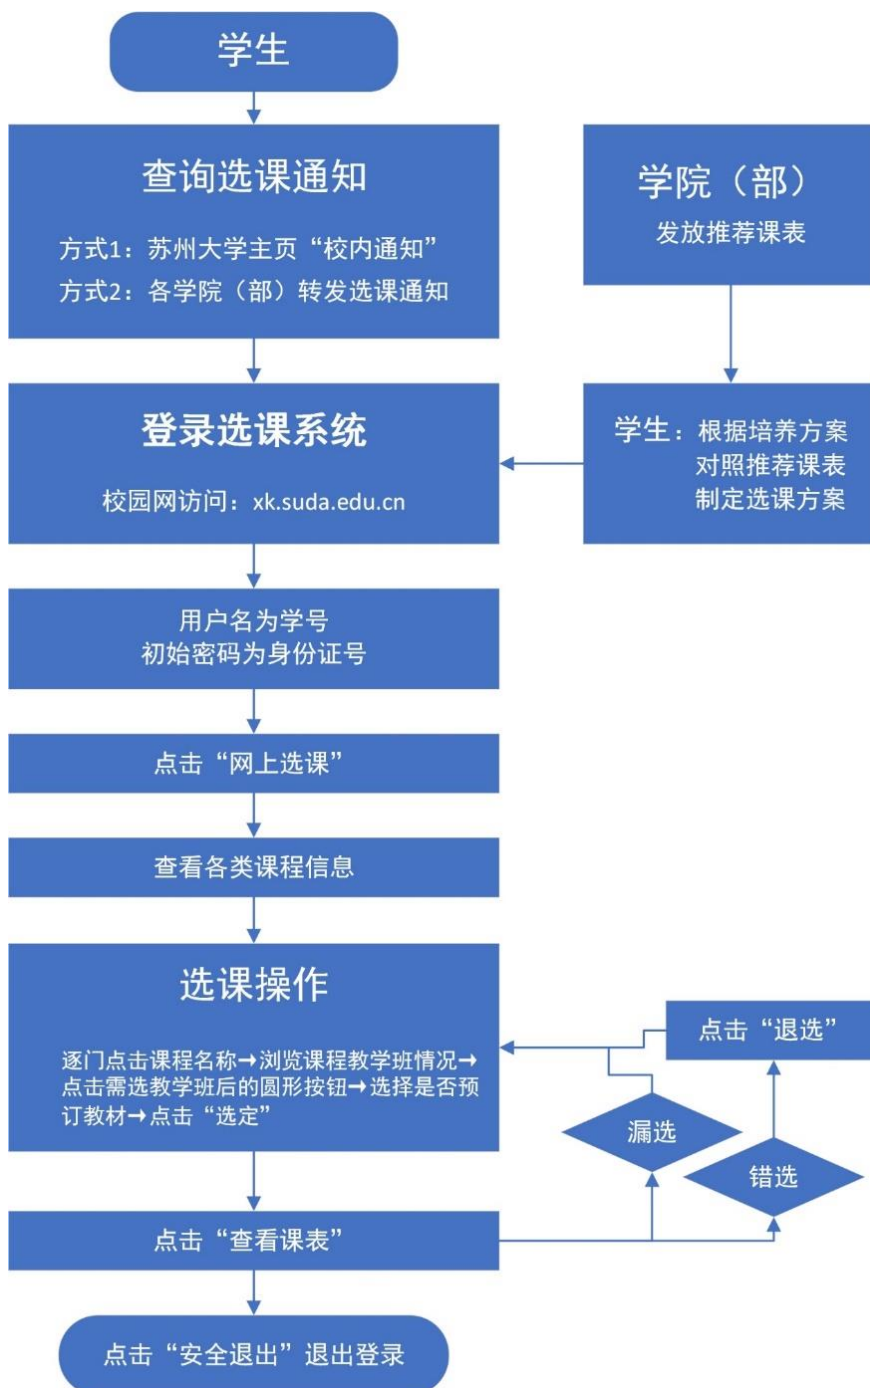 学生
查询选课通知
方式1：苏州大学主页“校内通知”
方式2：各学院（部）转发选课通知
学院（部）
发放推荐课表
登录选课系统
校园网访问：xk.suda.edu.cn
学生：根据培养方案
对照推荐课表
制定选课方案
用户名为学号
初始密码为身份证号
点击“网上选课”
查看各类课程信息
选课操作
逐门点击课程名称→浏览课程教学班情况→
点击需选教学班后的圆形按钮→选择是否预
订教材→点击“选定”
点击“退选”
漏选
错选
点击“查看课表”
点击“安全退出”退出登录